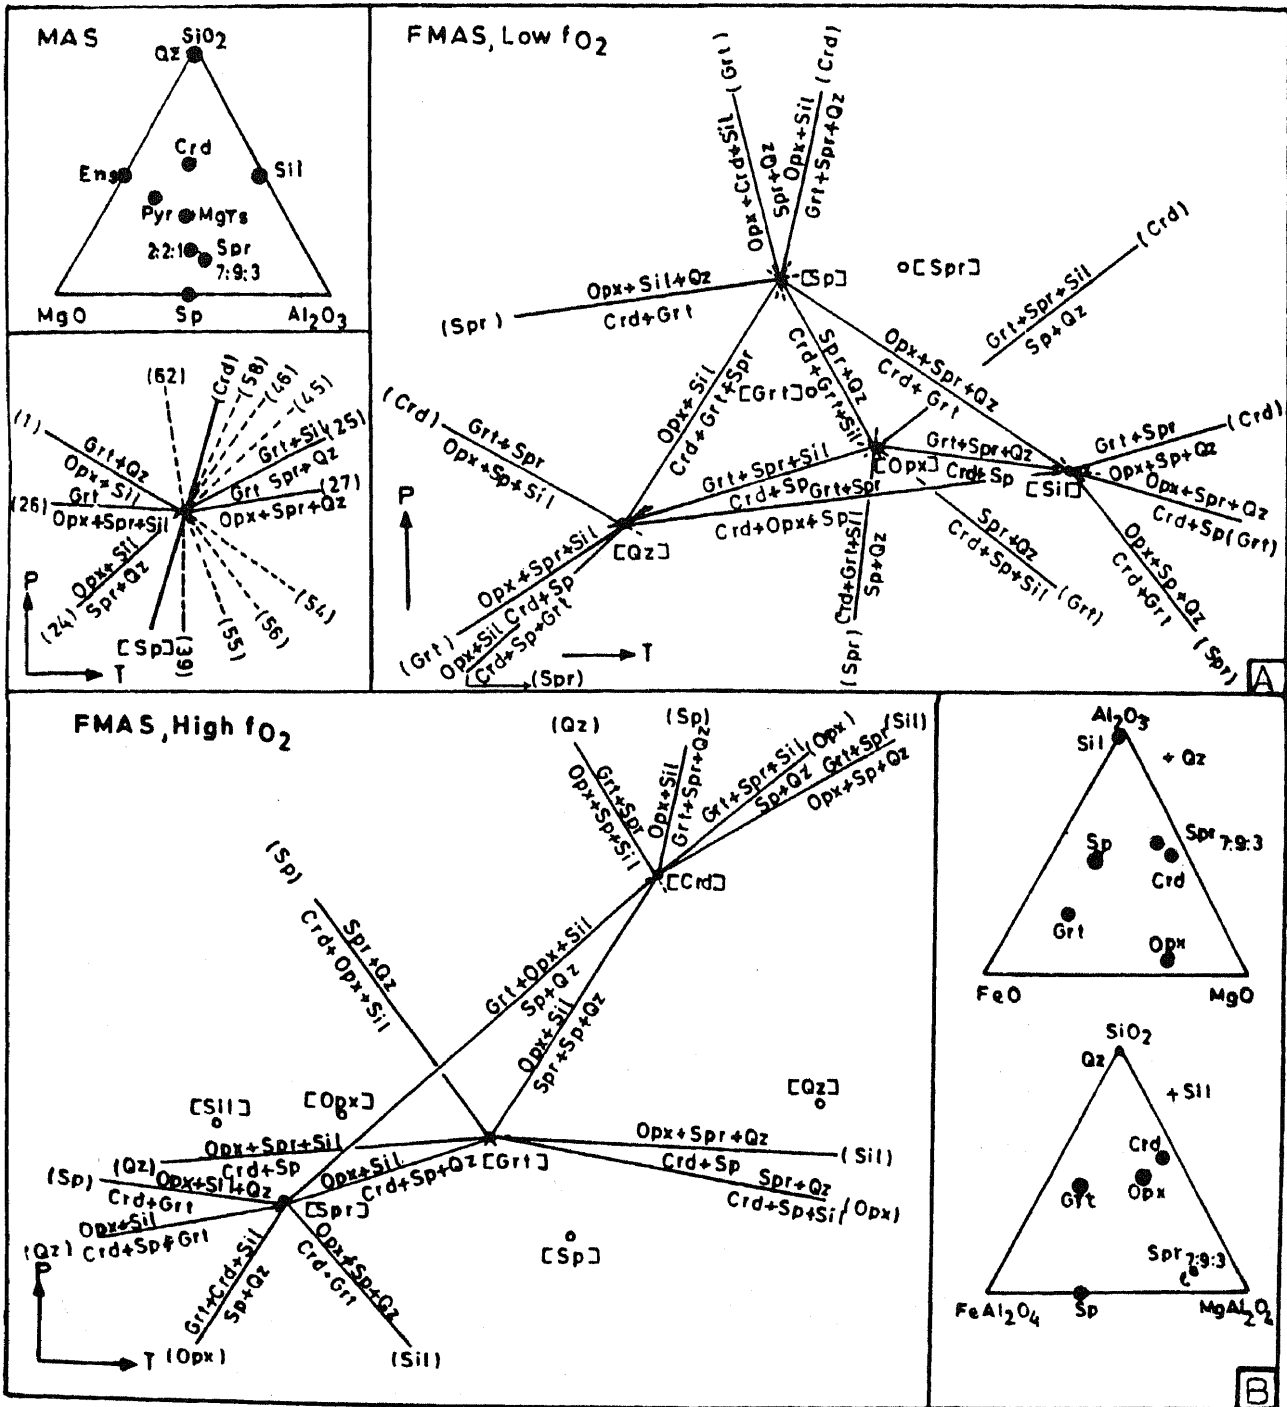 MAS
SiO2
Qz
Crd
Ens
Sil
Pyr
MgTs
2:2:1
Spr
7:9:3
MgO
Sp
Al2O3
(62)
(Crd)
(58)
(46)
(45)
(1)
Grt+Qz
Opx+Sil
Grt+Sil
Spr+Qz
(25)
(26)
Grt
Opx+Spr+Sil
Grt
Opx+Spr+Qz
(27)
Opx+Sil
Spr+Qz
(24)
[Sp]
(39)
(55)
(56)
(54)
P
T
FMAS, Low fO2
(Grt)
Opx+Crd+Sil
Spr+Qz
(Crd)
Opx+Sil
Grt+Spr+Qz
[Sp]
[Spr]
(Crd)
Grt+Spr+Sil
Sp+Qz
Opx+Sil+Qz
Crd+Grt
(Spr)
Opx+Sil
Crd+Grt+Spr
[Grt]
Spr+Qz
Crd+Grt+Sil
Opx+Spr+Qz
Crd+Grt
(Crd)
Grt+Spr
Opx+Sp+Sil
Grt+Spr+Sil
Crd+Sp
Grt+Spr
Crd+Opx+Sp
[Opx]
Grt+Spr+Qz
Crd+Sp
[Sil]
Grt+Spr
Opx+Sp+Qz
(Crd)
Opx+Spr+Qz
Crd+Sp
(Grt)
[Qz]
Opx+Spr+Sil
Crd+Sp
(Grt)
Opx+Sil
Crd+Sp+Grt
(Spr)
Crd+Grt+Sil
Sp+Qz
(Spr)
Spr+Qz
Crd+Sp+Sil
(Grt)
Opx+Sp+Qz
Crd+Grt
(Spr)
P
T
A
FMAS, High fO2
(Qz)
Grt+Spr
Opx+Sp+Sil
(Sp)
Opx+Sil
Grt+Spr+Qz
(Opx)
Grt+Spr+Sil
Sp+Qz
(Sil)
Grt+Spr
Opx+Sp+Qz
[Crd]
(Sp)
Spr+Qz
Crd+Opx+Sil
Grt+Opx+Sil
Sp+Qz
Opx+Sil
Spr+Sp+Qz
[Sil]
[Opx]
[Qz]
(Qz)
Opx+Spr+Sil
Crd+Sp
[Grt]
Opx+Spr+Qz
Crd+Sp
(Sil)
Spr+Qz
Crd+Sp+Sil
(Opx)
(Sp)
Opx+Sil+Qz
Crd+Grt
Opx+Sil
Crd+Sp+Qz
[Spr]
(Qz)
Opx+Sil
Crd+Sp+Grt
Grt+Crd+Sil
Sp+Qz
(Opx)
Opx+Sp+Qz
Crd+Grt
(Sil)
[Sp]
P
T
Al2O3
Sil
Qz
Sp
Spr 7:9:3
Crd
Grt
Opx
FeO
MgO
SiO2
Qz
Sil
Crd
Grt
Opx
Spr 7:9:3
FeAl2O4
Sp
MgAl2O4
B